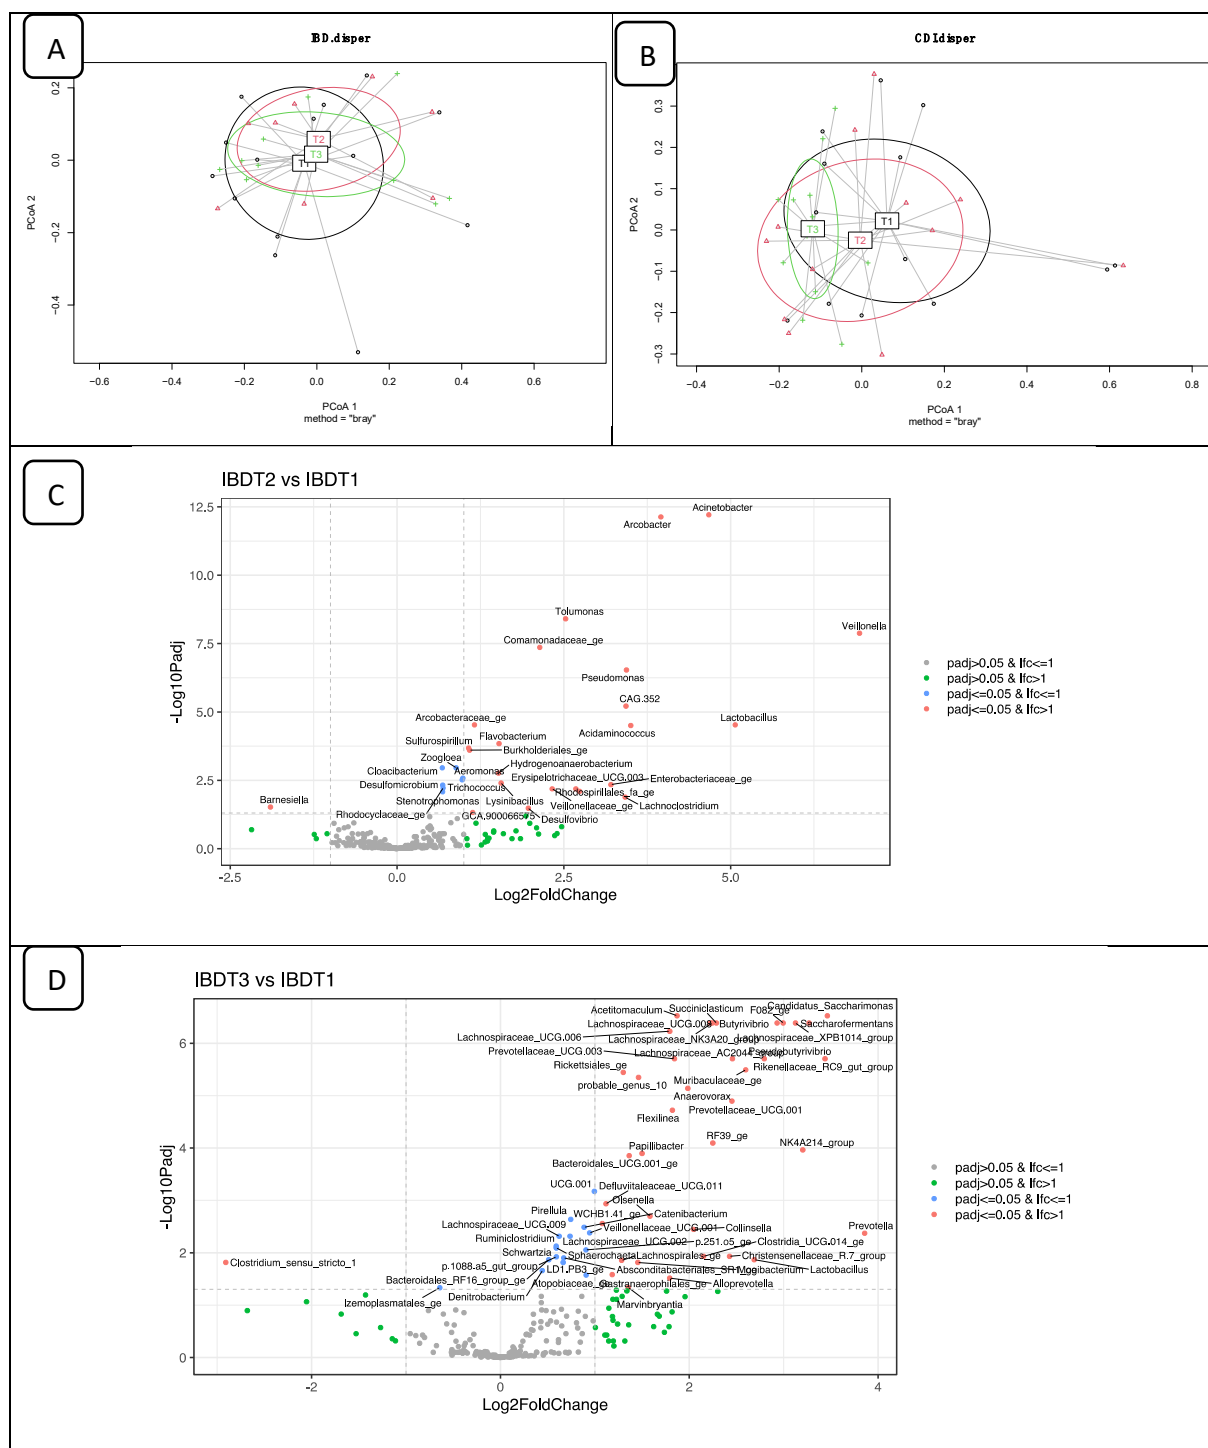 A
IBD.disper
PCoA 2
0.2
0.0
−0.2
−0.4
T2
T3
T1
−0.6
−0.4
−0.2
0.0
0.2
0.4
0.6
PCoA 1
method = "bray"
B
CDI.disper
PCoA 2
0.3
0.2
0.1
0.0
−0.1
−0.2
−0.3
T1
T3
T2
−0.4
−0.2
0.0
0.2
0.4
0.6
0.8
PCoA 1
method = "bray"
C
IBDT2 vs IBDT1
-Log10Padj
12.5
10.0
7.5
5.0
2.5
0.0
Acinetobacter
Arcobacter
Tolumonas
Veillonella
Comamonadaceae_ge
Pseudomonas
CAG.352
Arcobacteraceae_ge
Lactobacillus
Flavobacterium
Acidaminococcus
Sulfurospirillum
Burkholderiales_ge
Zoogloea
Hydrogenoanaerobacterium
Cloacibacterium
Aeromonas
Erysipelotrichaceae_UCG.003
Enterobacteriaceae_ge
Desulfomicrobium
Trichococcus
Rhodospirillales_fa_ge
Barnesiella
Stenotrophomonas
Lysinibacillus
Veillonellaceae_ge
Lachnoclostridium
Rhodocyclaceae_ge
GCA.900066575
Desulfovibrio
−2.5
0.0
2.5
5.0
Log2FoldChange
padj>0.05 & lfc<=1
padj>0.05 & lfc>1
padj<=0.05 & lfc<=1
padj<=0.05 & lfc>1
D
IBDT3 vs IBDT1
-Log10Padj
6
4
2
0
Acetitomaculum
Succiniclasticum
Candidatus_Saccharimonas
F082_ge
Lachnospiraceae_UCG.008
Butyrivibrio
Saccharofermentans
Lachnospiraceae_UCG.006
Lachnospiraceae_NK3A20_group
Lachnospiraceae_XPB1014_group
Prevotellaceae_UCG.003
Lachnospiraceae_AC2044_group
Pseudobutyrivibrio
Rickettsiales_ge
Rikenellaceae_RC9_gut_group
probable_genus_10
Muribaculaceae_ge
Anaerovorax
Flexilinea
Prevotellaceae_UCG.001
RF39_ge
NK4A214_group
Papillibacter
Bacteroidales_UCG.001_ge
UCG.001
Defluviitaleaceae_UCG.011
Olsenella
Pirellula
WCHB1.41_ge
Catenibacterium
Lachnospiraceae_UCG.009
Veillonellaceae_UCG.001
Collinsella
Prevotella
Ruminiclostridium
Lachnospiraceae_UCG.002
p.251.o5_ge
Clostridia_UCG.014_ge
Clostridium_sensu_stricto_1
Schwartzia
Sphaerochaeta
Lachnospirales_ge
Christensenellaceae_R.7_group
p.1088.a5_gut_group
LD1.PB3_ge
Absconditabacteriales_SR1_ge
Mogibacterium
Lactobacillus
Bacteroidales_RF16_group_ge
Atopobiaceae_ge
Gastranaerophilales_ge
Alloprevotella
Izemoplasmatales_ge
Denitrobacterium
Marvinbryantia
−2
0
2
4
Log2FoldChange
padj>0.05 & lfc<=1
padj>0.05 & lfc>1
padj<=0.05 & lfc<=1
padj<=0.05 & lfc>1